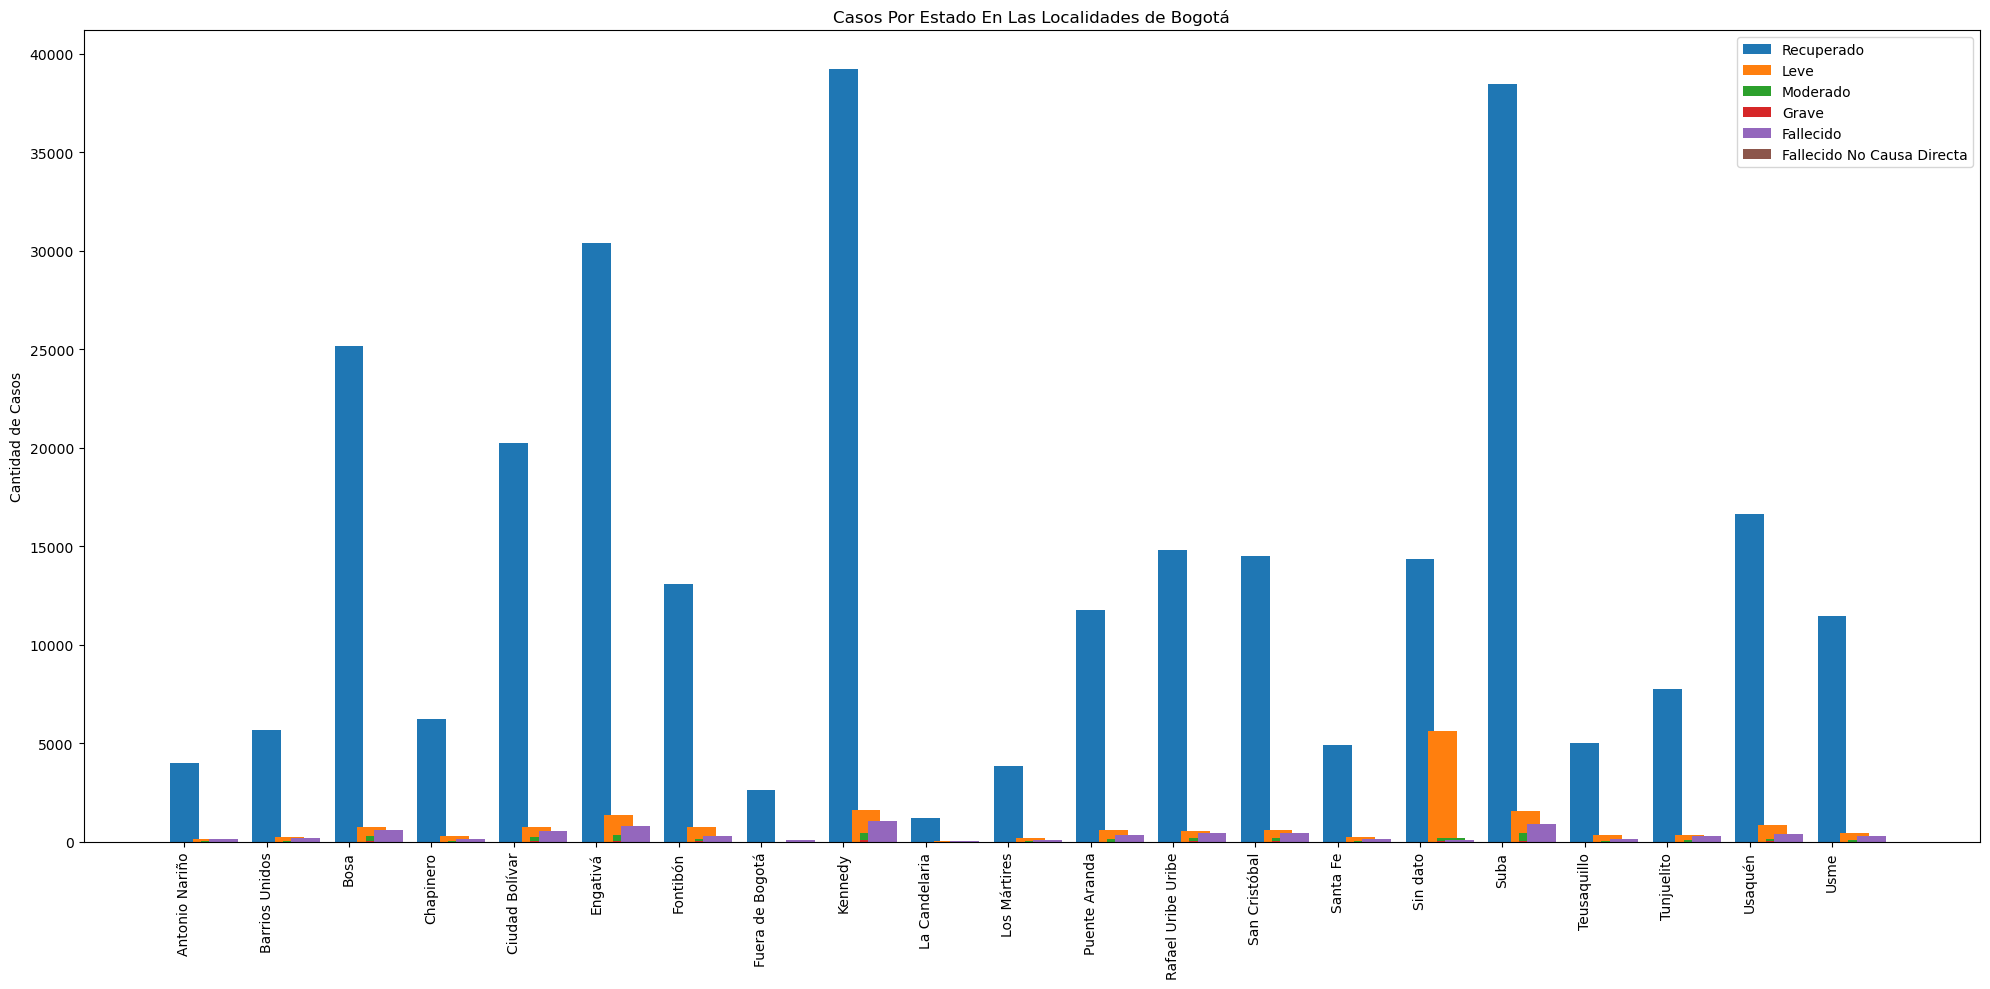 Casos Por Estado En Las Localidades de Bogotá
Recuperado
Leve
Moderado
Grave
Fallecido
Fallecido No Causa Directa
Cantidad de Casos
40000
35000
30000
25000
20000
15000
10000
5000
0
Antonio Nariño
Barrios Unidos
Bosa
Chapinero
Ciudad Bolívar
Engativá
Fontibón
Fuera de Bogotá
Kennedy
La Candelaria
Los Mártires
Puente Aranda
Rafael Uribe Uribe
San Cristóbal
Santa Fe
Sin dato
Suba
Teusaquillo
Tunjuelito
Usaquén
Usme